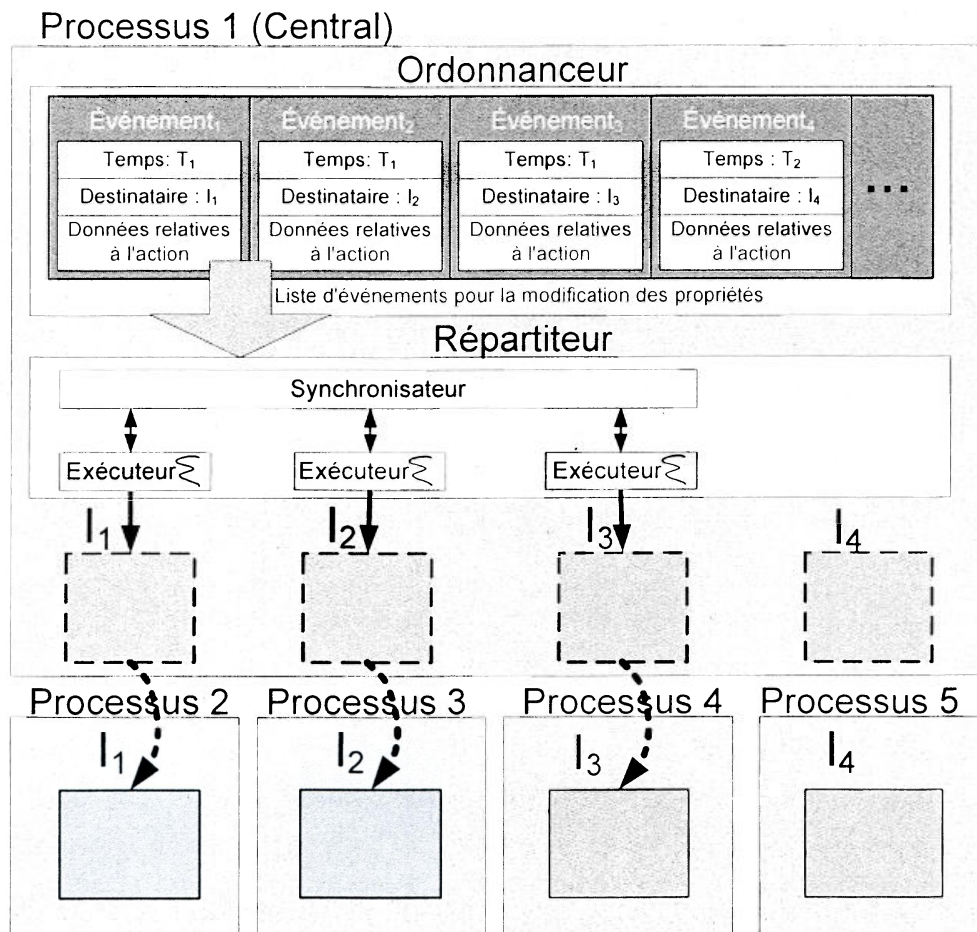 Processus 1 (Central)
Ordonnanceur
Événement₁ Événement₂ Événement₃ Événement₄
Temps: T₁ Temps: T₁ Temps: T₁ Temps : T₂
Destinataire : I₁ Destinataire : I₂ Destinataire : I₃ Destinataire : I₄ ...
Données relatives Données relatives Données relatives Données relatives
à l'action à l'action à l'action à l'action
Liste d'événements pour la modification des propriétés
Répartiteur
Synchronisateur
Exécuteur Exécuteur Exécuteur
I₁ I₂ I₃ I₄
Processus 2 Processus 3 Processus 4 Processus 5
I₁ I₂ I₃ I₄